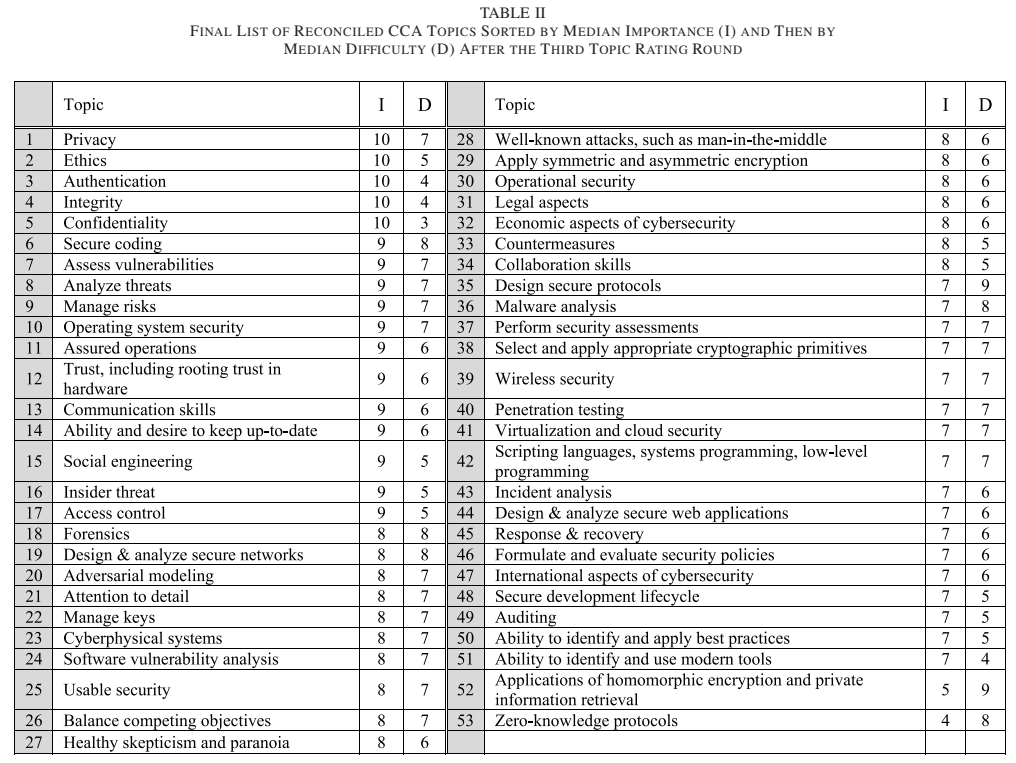 TABLE II
FINAL LIST OF RECONCILED CCA TOPICS SORTED BY MEDIAN IMPORTANCE (I) AND THEN BY
MEDIAN DIFFICULTY (D) AFTER THE THIRD TOPIC RATING ROUND
Topic I D
1 Privacy 10 7
2 Ethics 10 5
3 Authentication 10 4
4 Integrity 10 4
5 Confidentiality 10 3
6 Secure coding 9 8
7 Assess vulnerabilities 9 7
8 Analyze threats 9 7
9 Manage risks 9 7
10 Operating system security 9 7
11 Assured operations 9 6
12 Trust, including rooting trust in
hardware 9 6
13 Communication skills 9 6
14 Ability and desire to keep up-to-date 9 6
15 Social engineering 9 5
16 Insider threat 9 5
17 Access control 9 5
18 Forensics 8 8
19 Design & analyze secure networks 8 8
20 Adversarial modeling 8 7
21 Attention to detail 8 7
22 Manage keys 8 7
23 Cyberphysical systems 8 7
24 Software vulnerability analysis 8 7
25 Usable security 8 7
26 Balance competing objectives 8 7
27 Healthy skepticism and paranoia 8 6
Topic I D
28 Well-known attacks, such as man-in-the-middle 8 6
29 Apply symmetric and asymmetric encryption 8 6
30 Operational security 8 6
31 Legal aspects 8 6
32 Economic aspects of cybersecurity 8 6
33 Countermeasures 8 5
34 Collaboration skills 8 5
35 Design secure protocols 7 9
36 Malware analysis 7 8
37 Perform security assessments 7 7
38 Select and apply appropriate cryptographic primitives 7 7
39 Wireless security 7 7
40 Penetration testing 7 7
41 Virtualization and cloud security 7 7
42 Scripting languages, systems programming, low-level
programming 7 7
43 Incident analysis 7 6
44 Design & analyze secure web applications 7 6
45 Response & recovery 7 6
46 Formulate and evaluate security policies 7 6
47 International aspects of cybersecurity 7 6
48 Secure development lifecycle 7 5
49 Auditing 7 5
50 Ability to identify and apply best practices 7 5
51 Ability to identify and use modern tools 7 4
52 Applications of homomorphic encryption and private
information retrieval 5 9
53 Zero-knowledge protocols 4 8